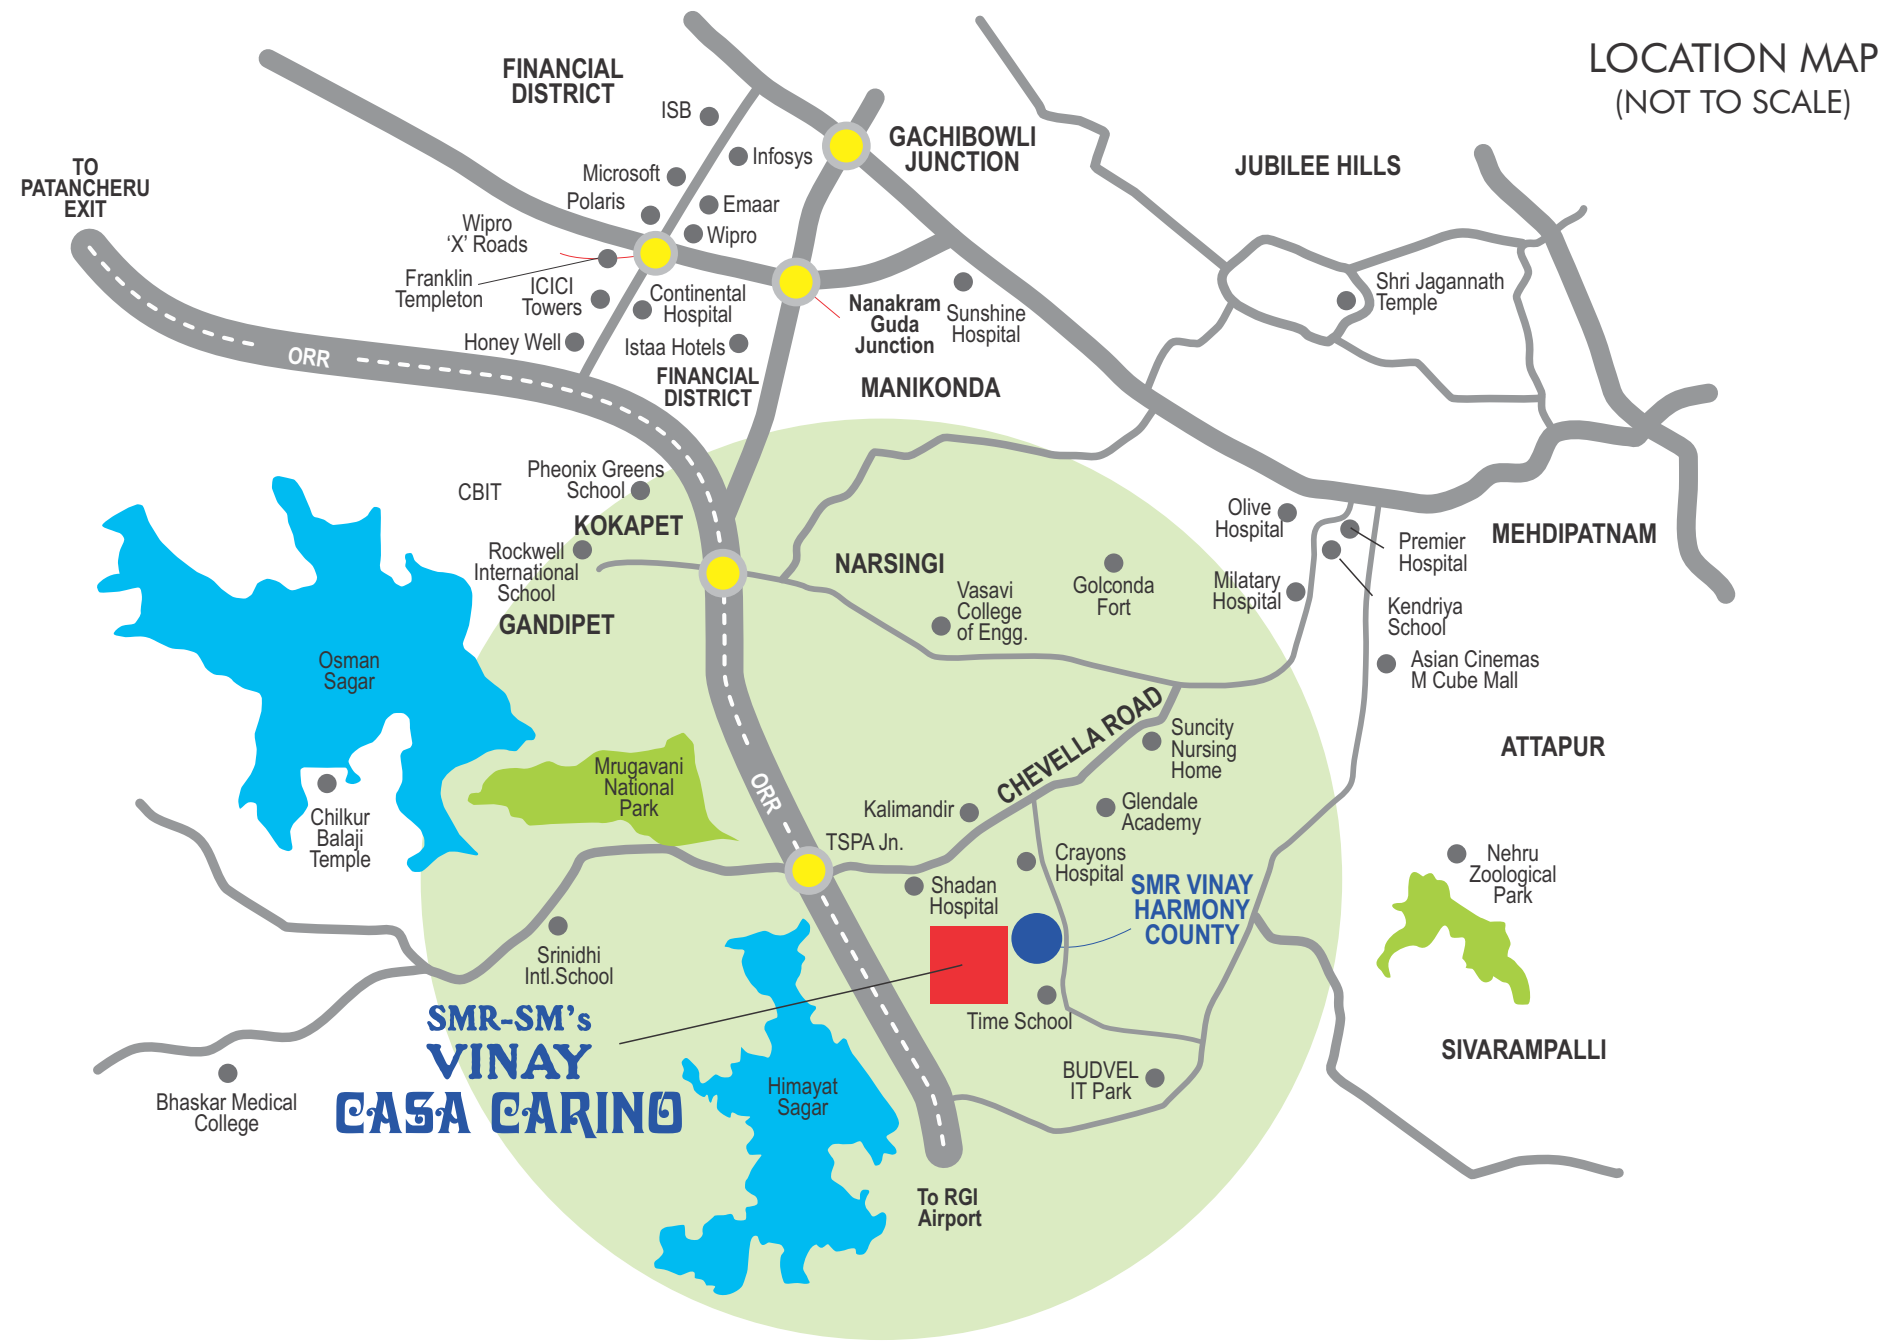 LOCATION MAP
(NOT TO SCALE)
FINANCIAL
DISTRICT
ISB
GACHIBOWLI
JUNCTION
Infosys
JUBILEE HILLS
TO
PATANCHERU
EXIT
Microsoft
Polaris
Emaar
Wipro
‘X’ Roads
Wipro
Franklin
Templeton
ICICI
Towers
Continental
Hospital
Shri Jagannath
Temple
Nanakram
Guda
Junction
Sunshine
Hospital
Honey Well
Istaa Hotels
ORR
FINANCIAL
DISTRICT
MANIKONDA
Pheonix Greens
School
CBIT
KOKAPET
Olive
Hospital
MEHDIPATNAM
Premier
Hospital
Rockwell
International
School
NARSINGI
Golconda
Fort
Milatary
Hospital
Vasavi
College
of Engg.
Kendriya
School
GANDIPET
Osman
Sagar
Asian Cinemas
M Cube Mall
CHEVELLA ROAD
Suncity
Nursing
Home
ATTAPUR
Mrugavani
National
Park
ORR
Kalimandir
Glendale
Academy
Chilkur
Balaji
Temple
TSPA Jn.
Crayons
Hospital
Nehru
Zoological
Park
Shadan
Hospital
SMR VINAY
HARMONY
COUNTY
Srinidhi
Intl.School
SMR-SM's
VINAY
CASA CARINO
Time School
SIVARAMPALLI
Himayat
Sagar
BUDVEL
IT Park
Bhaskar Medical
College
To RGI
Airport